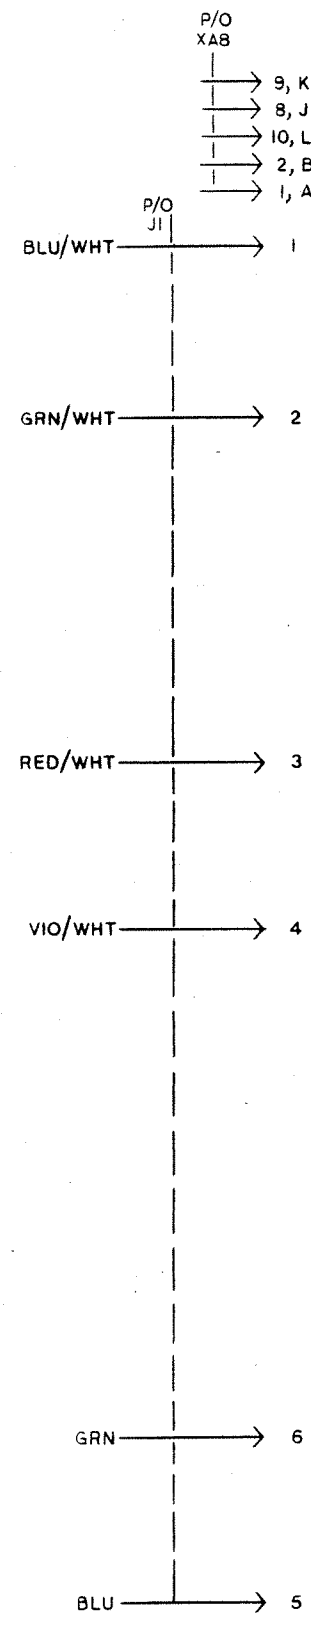 P/O
XA8
9, K
8, J
10, L
2, B
1, A
P/O
J1
BLU/WHT 1
GRN/WHT 2
RED/WHT 3
VIO/WHT 4
GRN 6
BLU 5